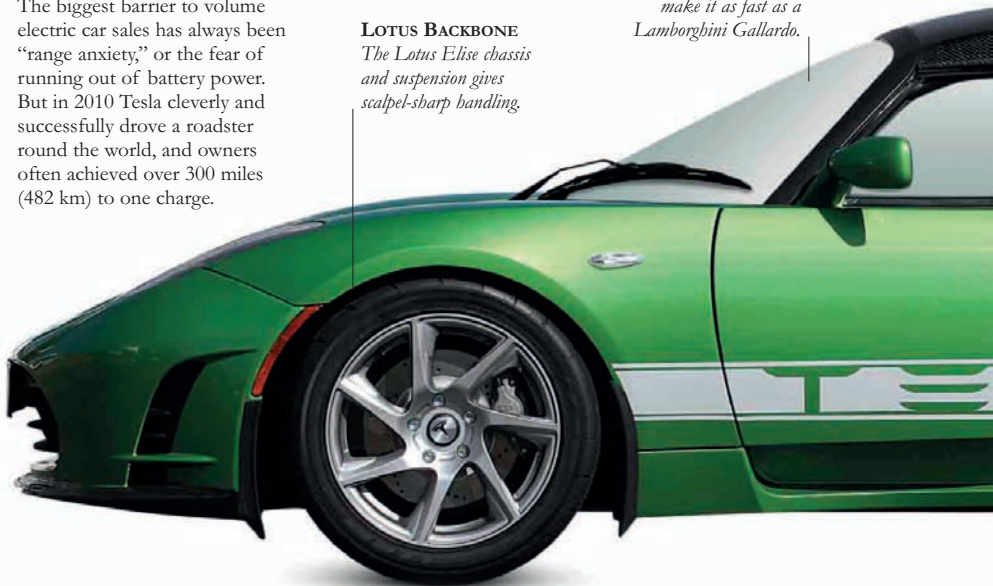 The biggest barrier to volume
electric car sales has always been
“range anxiety,” or the fear of
running out of battery power.
But in 2010 Tesla cleverly and
successfully drove a roadster
round the world, and owners
often achieved over 300 miles
(482 km) to one charge.
LOTUS BACKBONE
The Lotus Elise chassis
and suspension gives
scalpel-sharp handling.
make it as fast as a
Lamborghini Gallardo.
TE